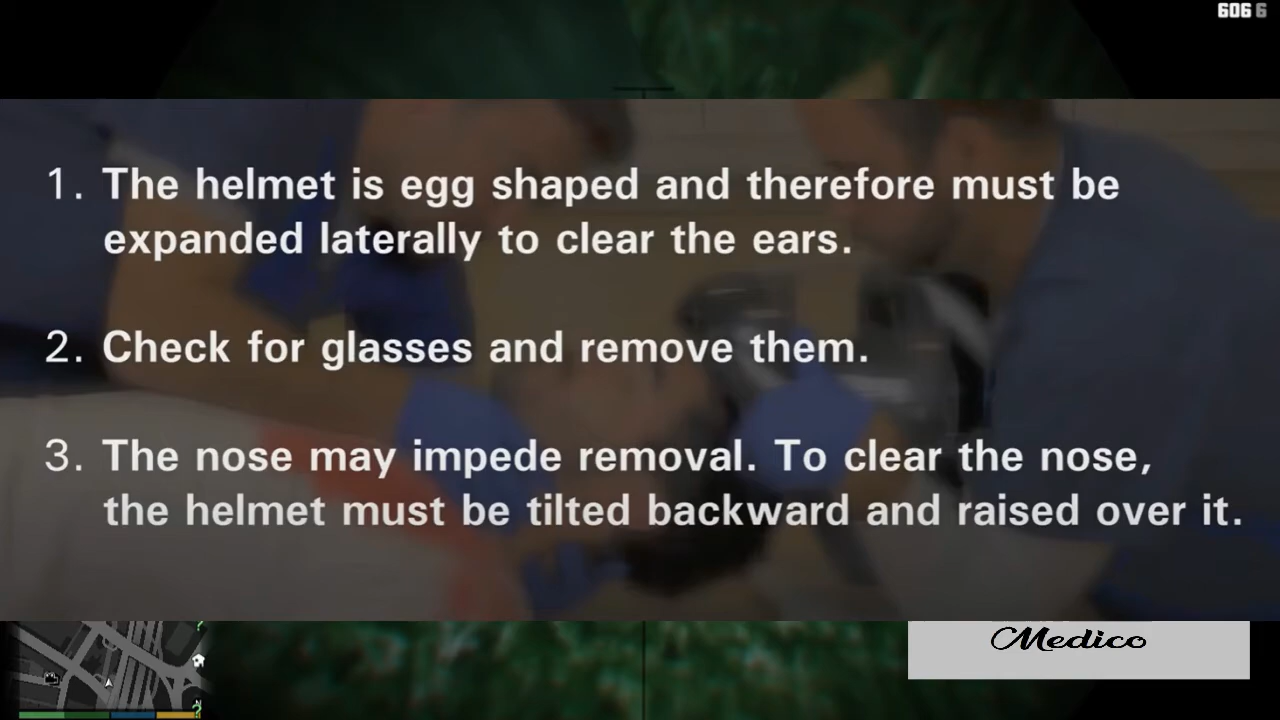 606 6
1. The helmet is egg shaped and therefore must be
expanded laterally to clear the ears.
2. Check for glasses and remove them.
3. The nose may impede removal. To clear the nose,
the helmet must be tilted backward and raised over it.
Medico